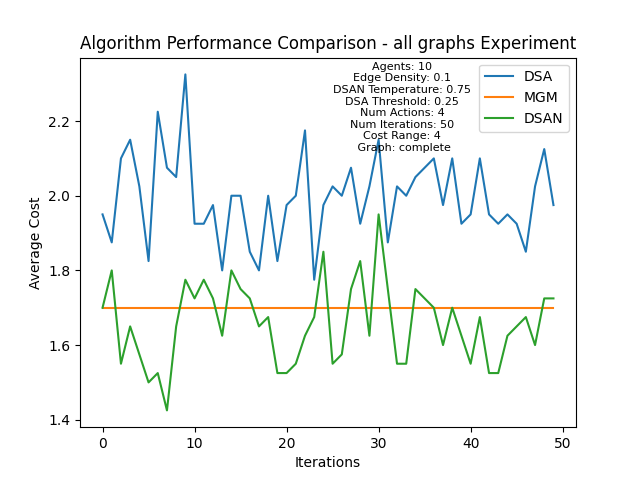 Algorithm Performance Comparison - all graphs Experiment
Agents: 10
Edge Density: 0.1
DSAN Temperature: 0.75
DSA Threshold: 0.25
Num Actions: 4
Num Iterations: 50
Cost Range: 4
Graph: complete
DSA
MGM
DSAN
Average Cost
2.2
2.0
1.8
1.6
1.4
0 10 20 30 40 50
Iterations